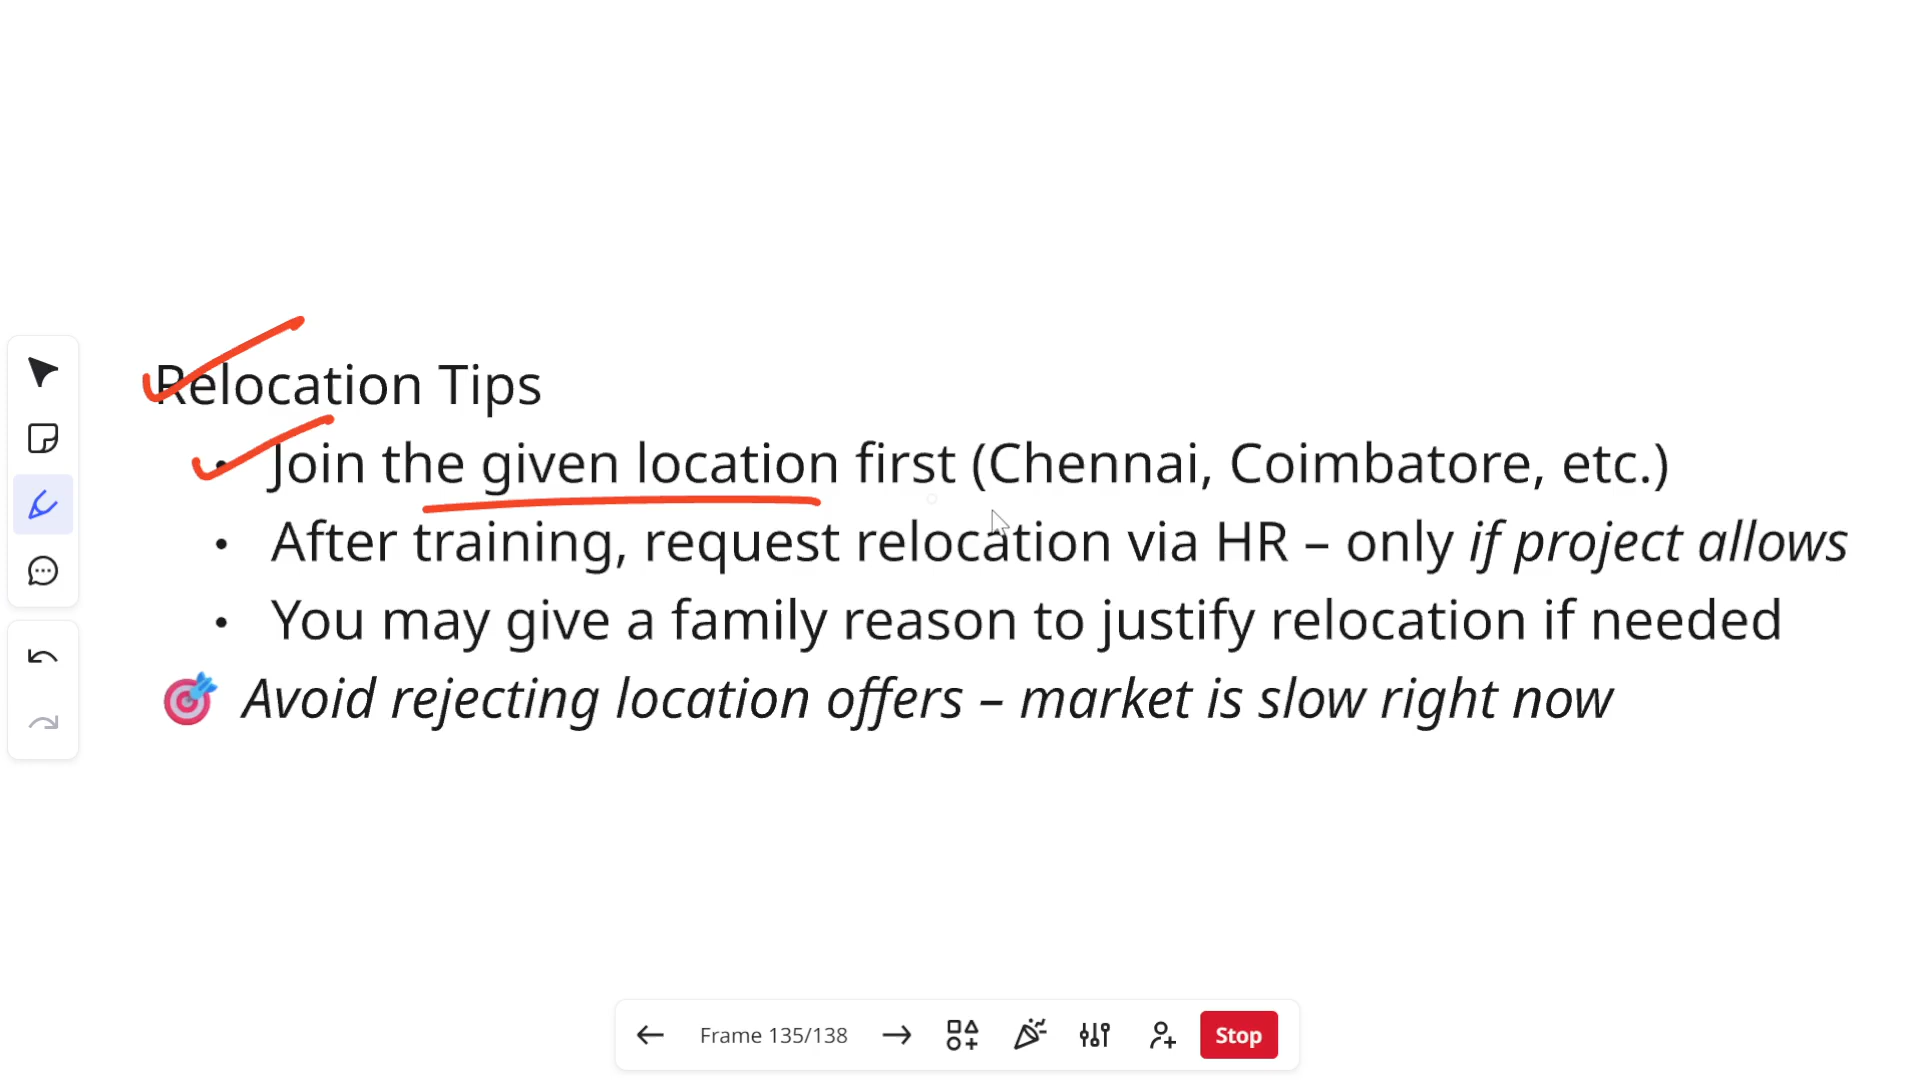 Relocation Tips
• Join the given location first (Chennai, Coimbatore, etc.)
• After training, request relocation via HR – only if project allows
• You may give a family reason to justify relocation if needed
🎯 Avoid rejecting location offers – market is slow right now
Frame 135/138
Stop